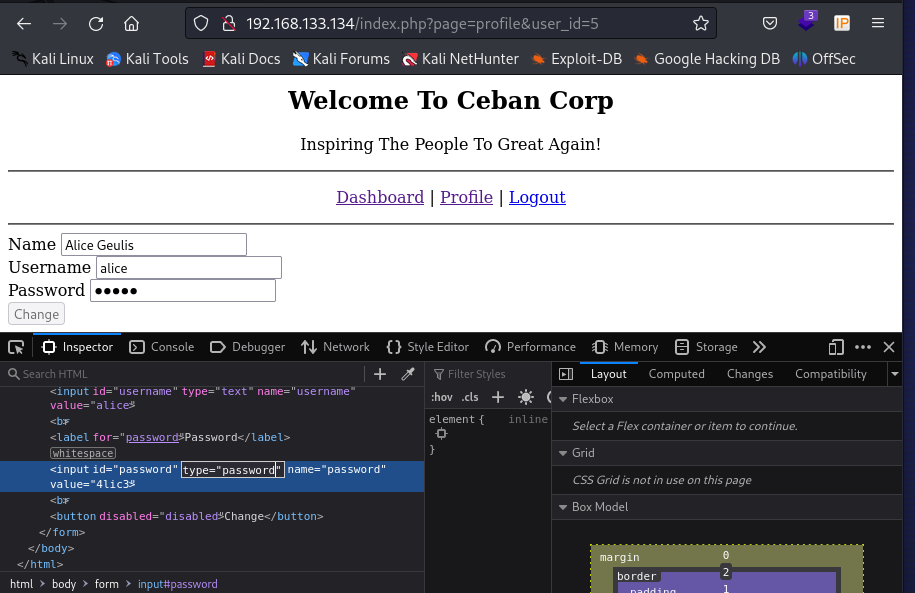 192.168.133.134/index.php?page=profile&user_id=5
3
IP
Kali Linux Kali Tools Kali Docs Kali Forums Kali NetHunter Exploit-DB Google Hacking DB OffSec
Welcome To Ceban Corp
Inspiring The People To Great Again!
Dashboard | Profile | Logout
Name Alice Geulis
Username alice
Password ●●●●●
Change
Inspector Console Debugger Network Style Editor Performance Memory Storage
Search HTML
Filter Styles
Layout Computed Changes Compatibility
<input id="username" type="text" name="username"
value="alice">
<br>
<label for="password">Password</label>
whitespace
<input id="password" type="password" name="password"
value="4lic3">
<br>
<button disabled="disabled">Change</button>
</form>
</body>
</html>
html > body > form > input#password
:hov .cls +
element { inline
}
Flexbox
Select a Flex container or item to continue.
Grid
CSS Grid is not in use on this page
Box Model
margin 0
border 2
padding 1